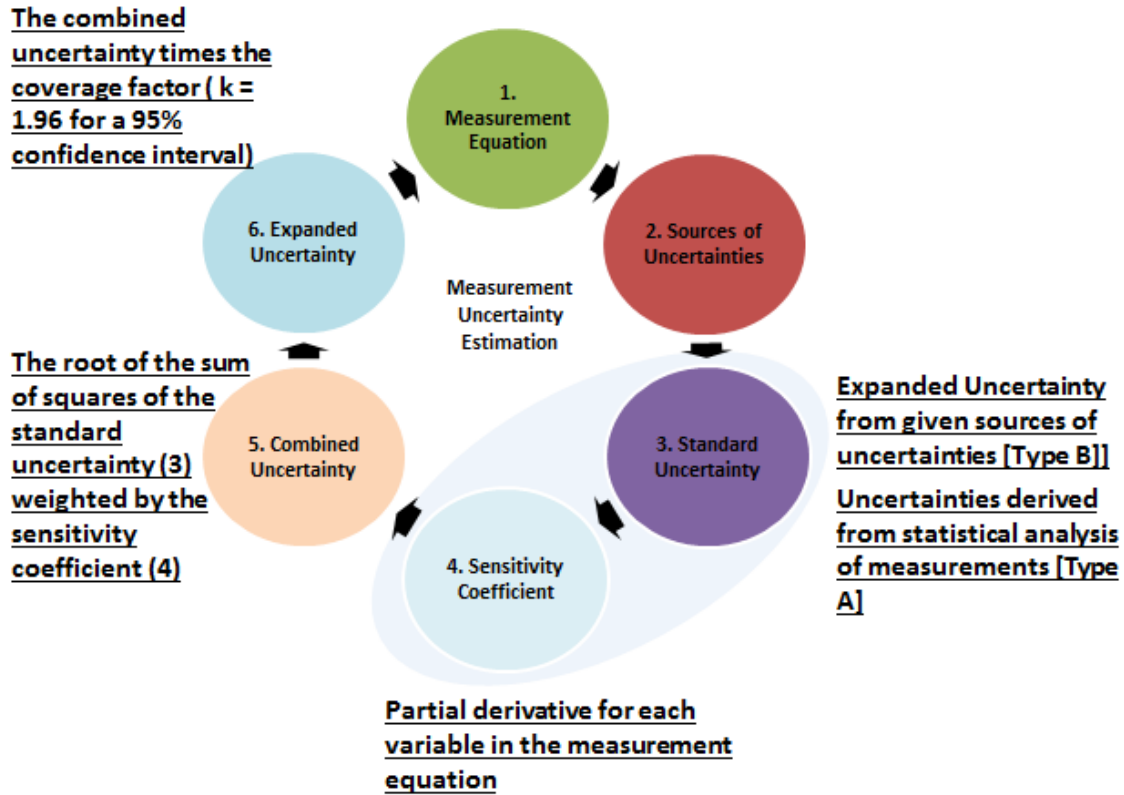 The combined
uncertainty times the
coverage factor ( k =
1.96 for a 95%
confidence interval)
1.
Measurement
Equation
2. Sources of
Uncertainties
6. Expanded
Uncertainty
Measurement
Uncertainty
Estimation
3. Standard
Uncertainty
Expanded Uncertainty
from given sources of
uncertainties [Type B]]
Uncertainties derived
from statistical analysis
of measurements [Type
A]
4. Sensitivity
Coefficient
Partial derivative for each
variable in the measurement
equation
5. Combined
Uncertainty
The root of the sum
of squares of the
standard
uncertainty (3)
weighted by the
sensitivity
coefficient (4)